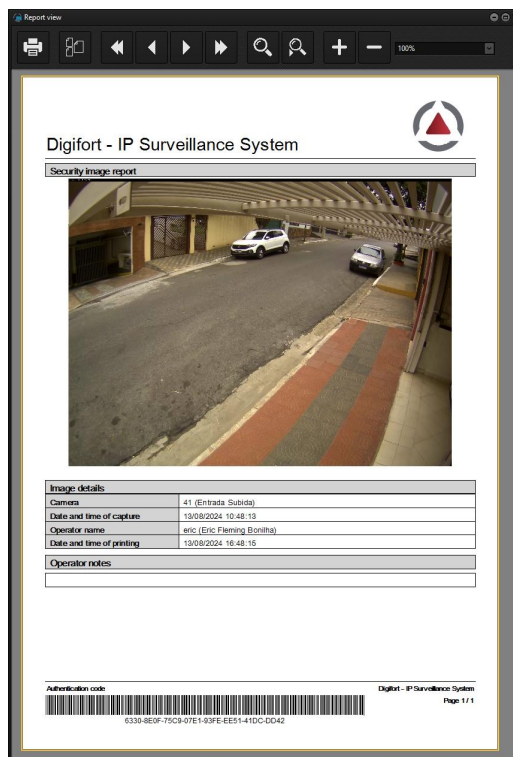 Report view
100%
Digifort - IP Surveillance System
Security image report
Image details
Camera 41 (Entrada Subida)
Date and time of capture 13/08/2024 10:48:13
Operator name eric (Eric Fleming Bonilha)
Date and time of printing 13/08/2024 16:48:15
Operator notes
Authentication code Digifort - IP Surveillance System
Page 1 / 1
6330-8E0F-75C9-07E1-93FE-EE51-41DC-DD42